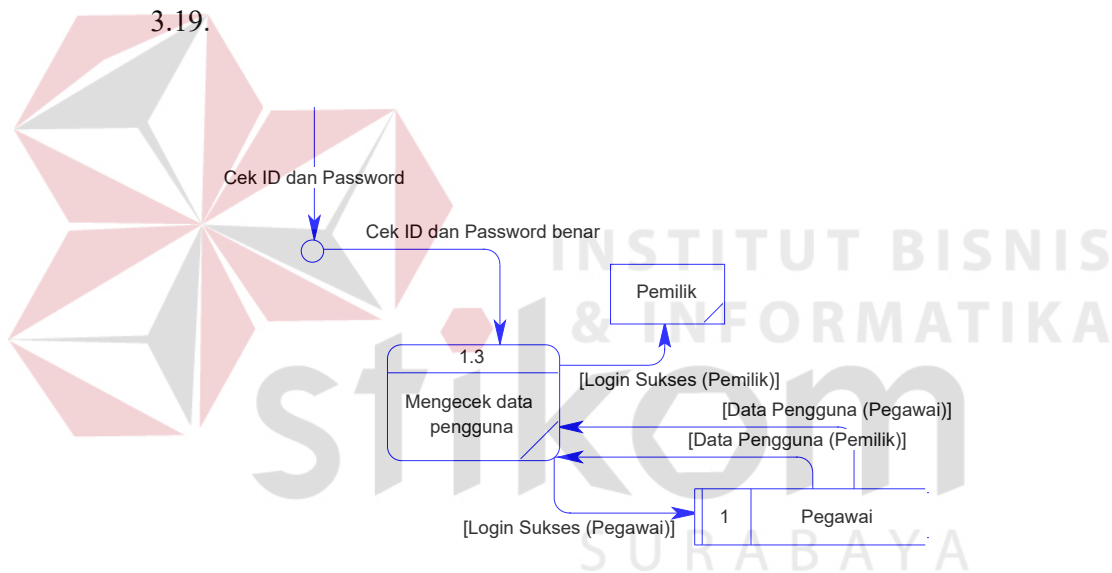 3.19.
Cek ID dan Password
Cek ID dan Password benar
INSTITUT BISNIS
& INFORMATIKA
Pemilik
1.3
[Login Sukses (Pemilik)]
Mengecek data
pengguna
stikom
[Data Pengguna (Pegawai)]
[Data Pengguna (Pemilik)]
1
Pegawai
[Login Sukses (Pegawai)]
SURABAYA